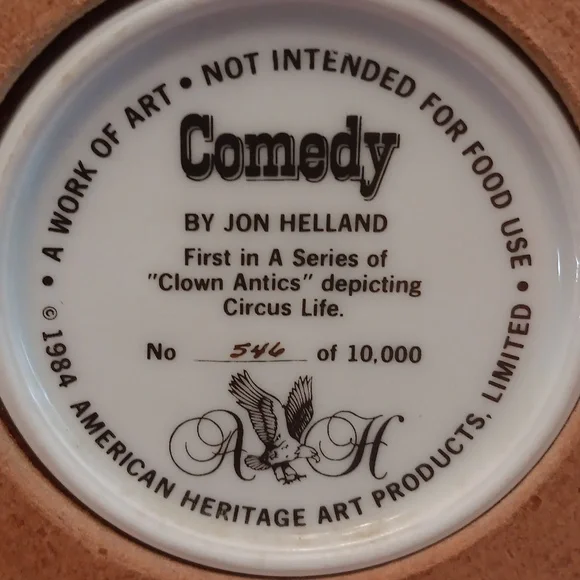 • A WORK OF ART • NOT INTENDED FOR FOOD USE •
Comedy
BY JON HELLAND
First in A Series of
"Clown Antics" depicting
Circus Life.
No 546 of 10,000
A H
© 1984 AMERICAN HERITAGE ART PRODUCTS, LIMITED